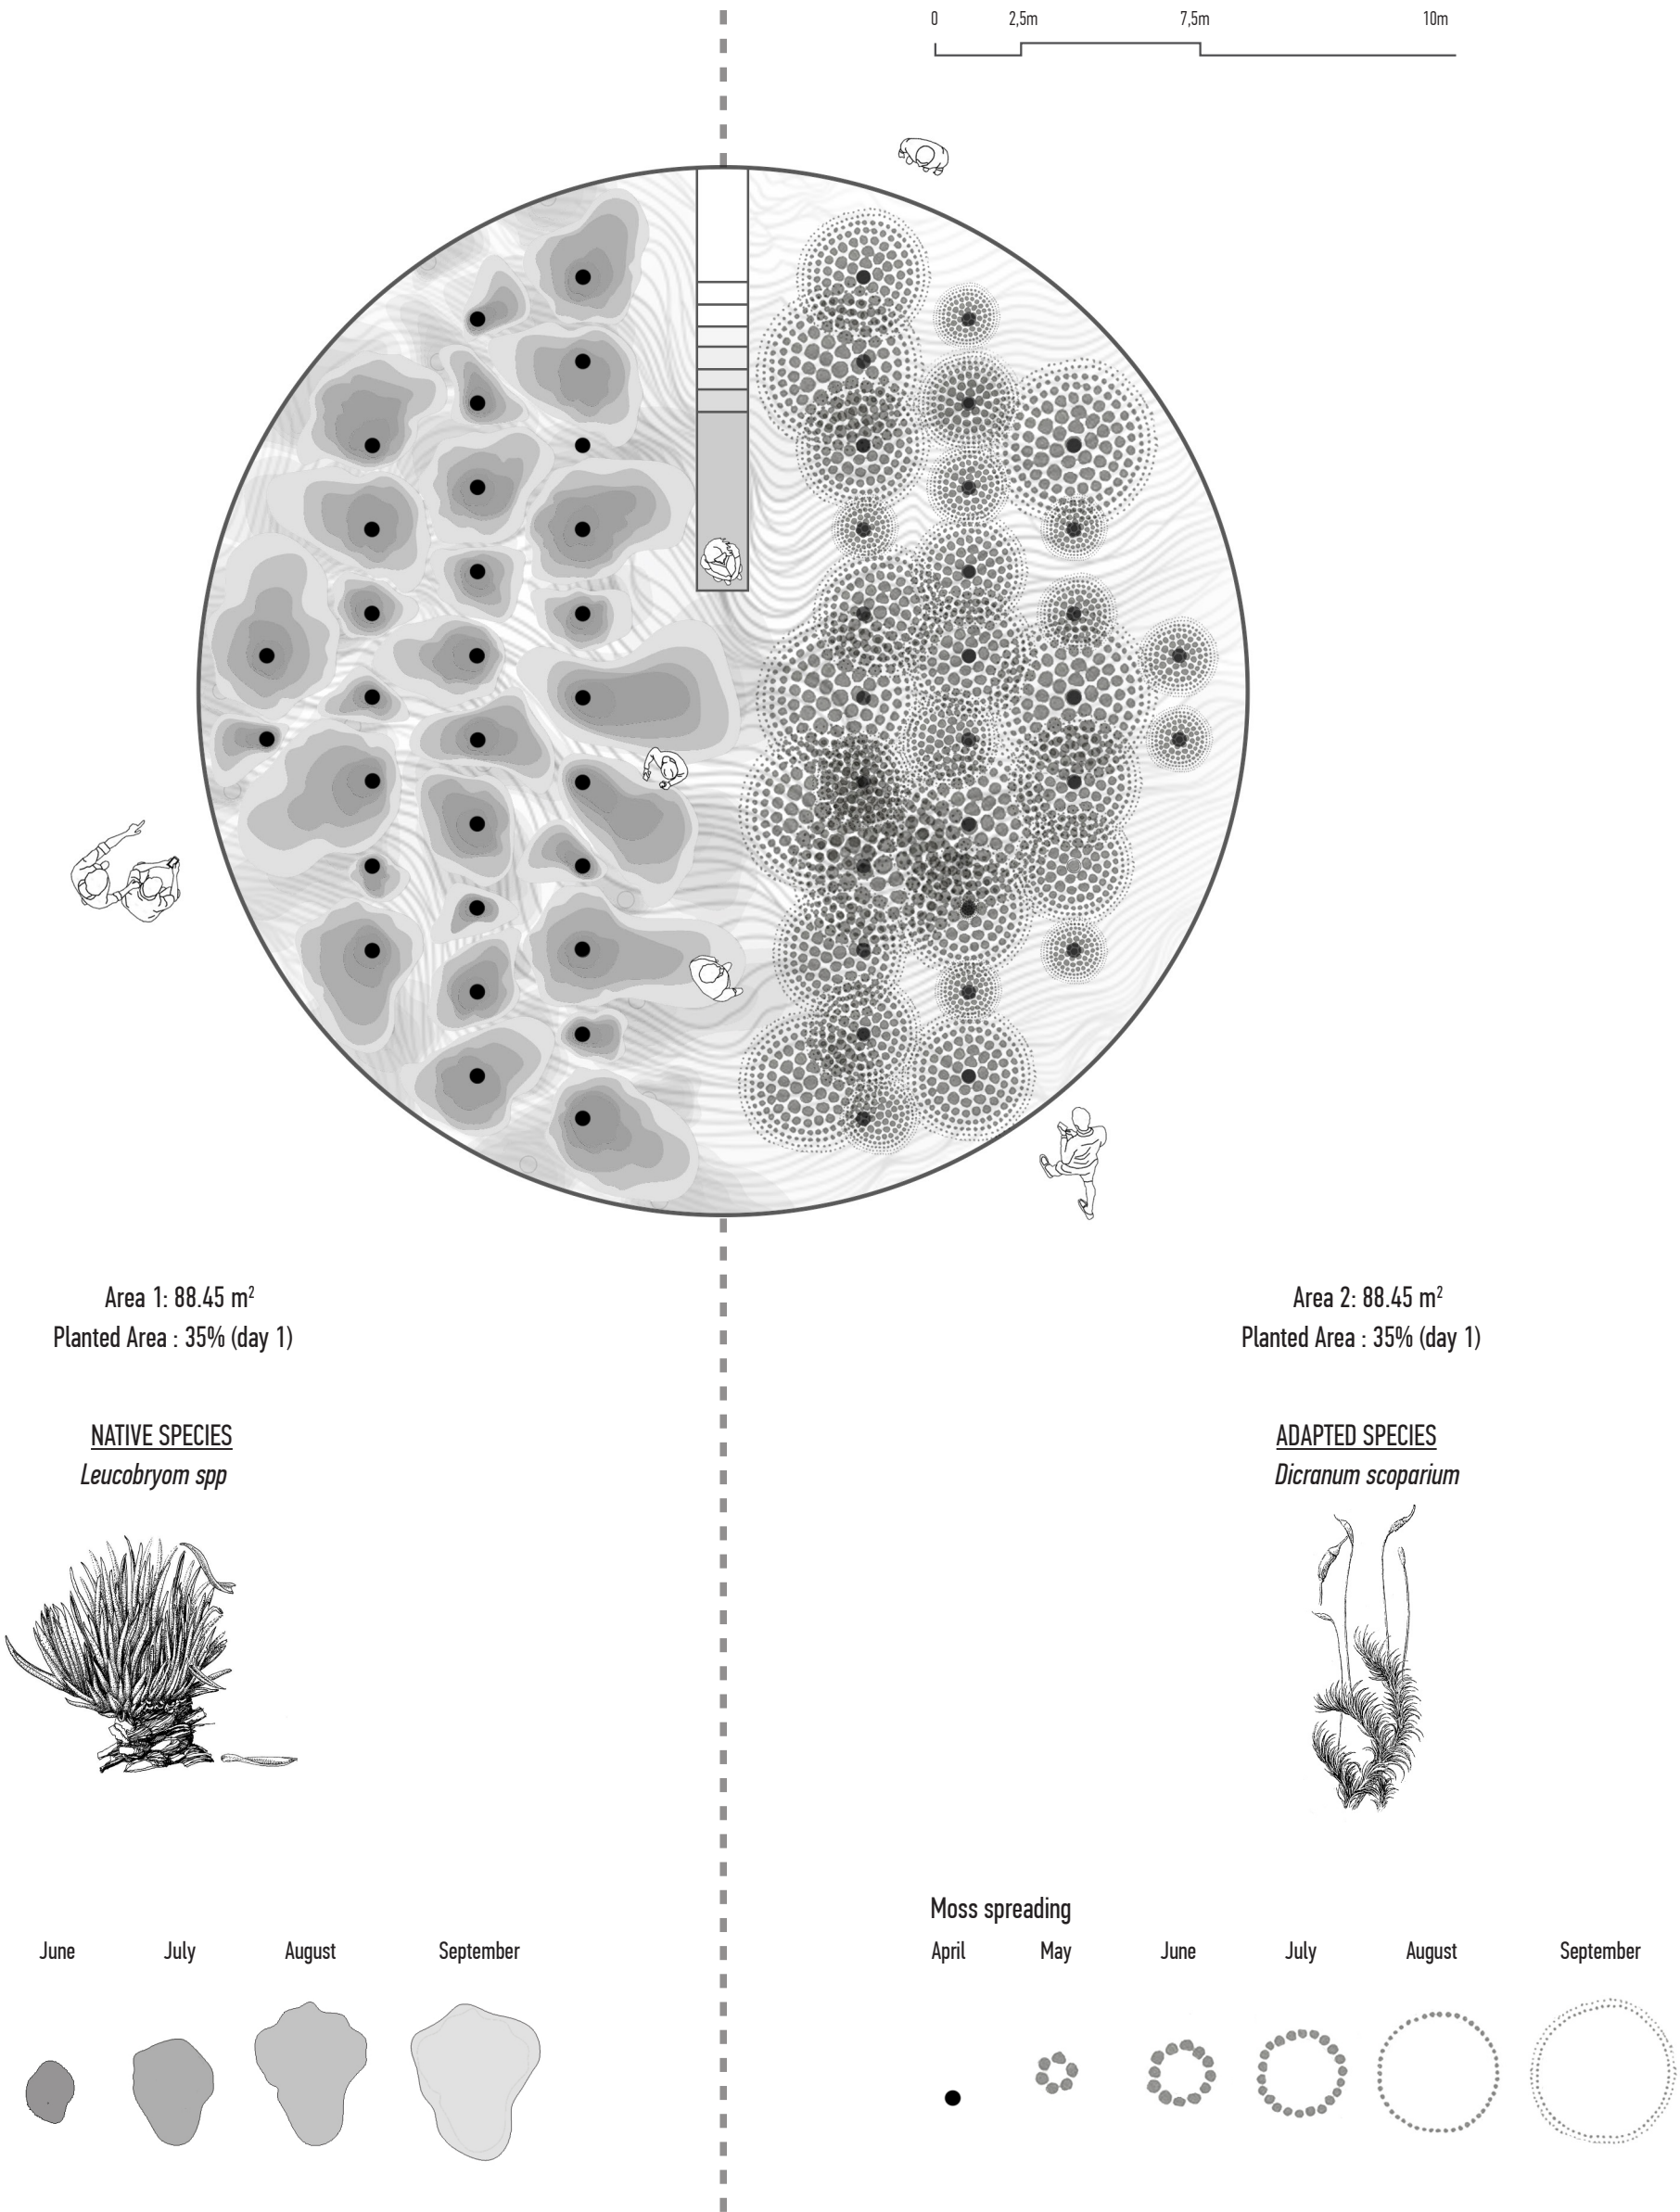 0 2,5m 7,5m 10m
Area 1: 88.45 m²
Planted Area : 35% (day 1)
Area 2: 88.45 m²
Planted Area : 35% (day 1)
NATIVE SPECIES
Leucobryom spp
ADAPTED SPECIES
Dicranum scoparium
June July August September
Moss spreading
April May June July August September